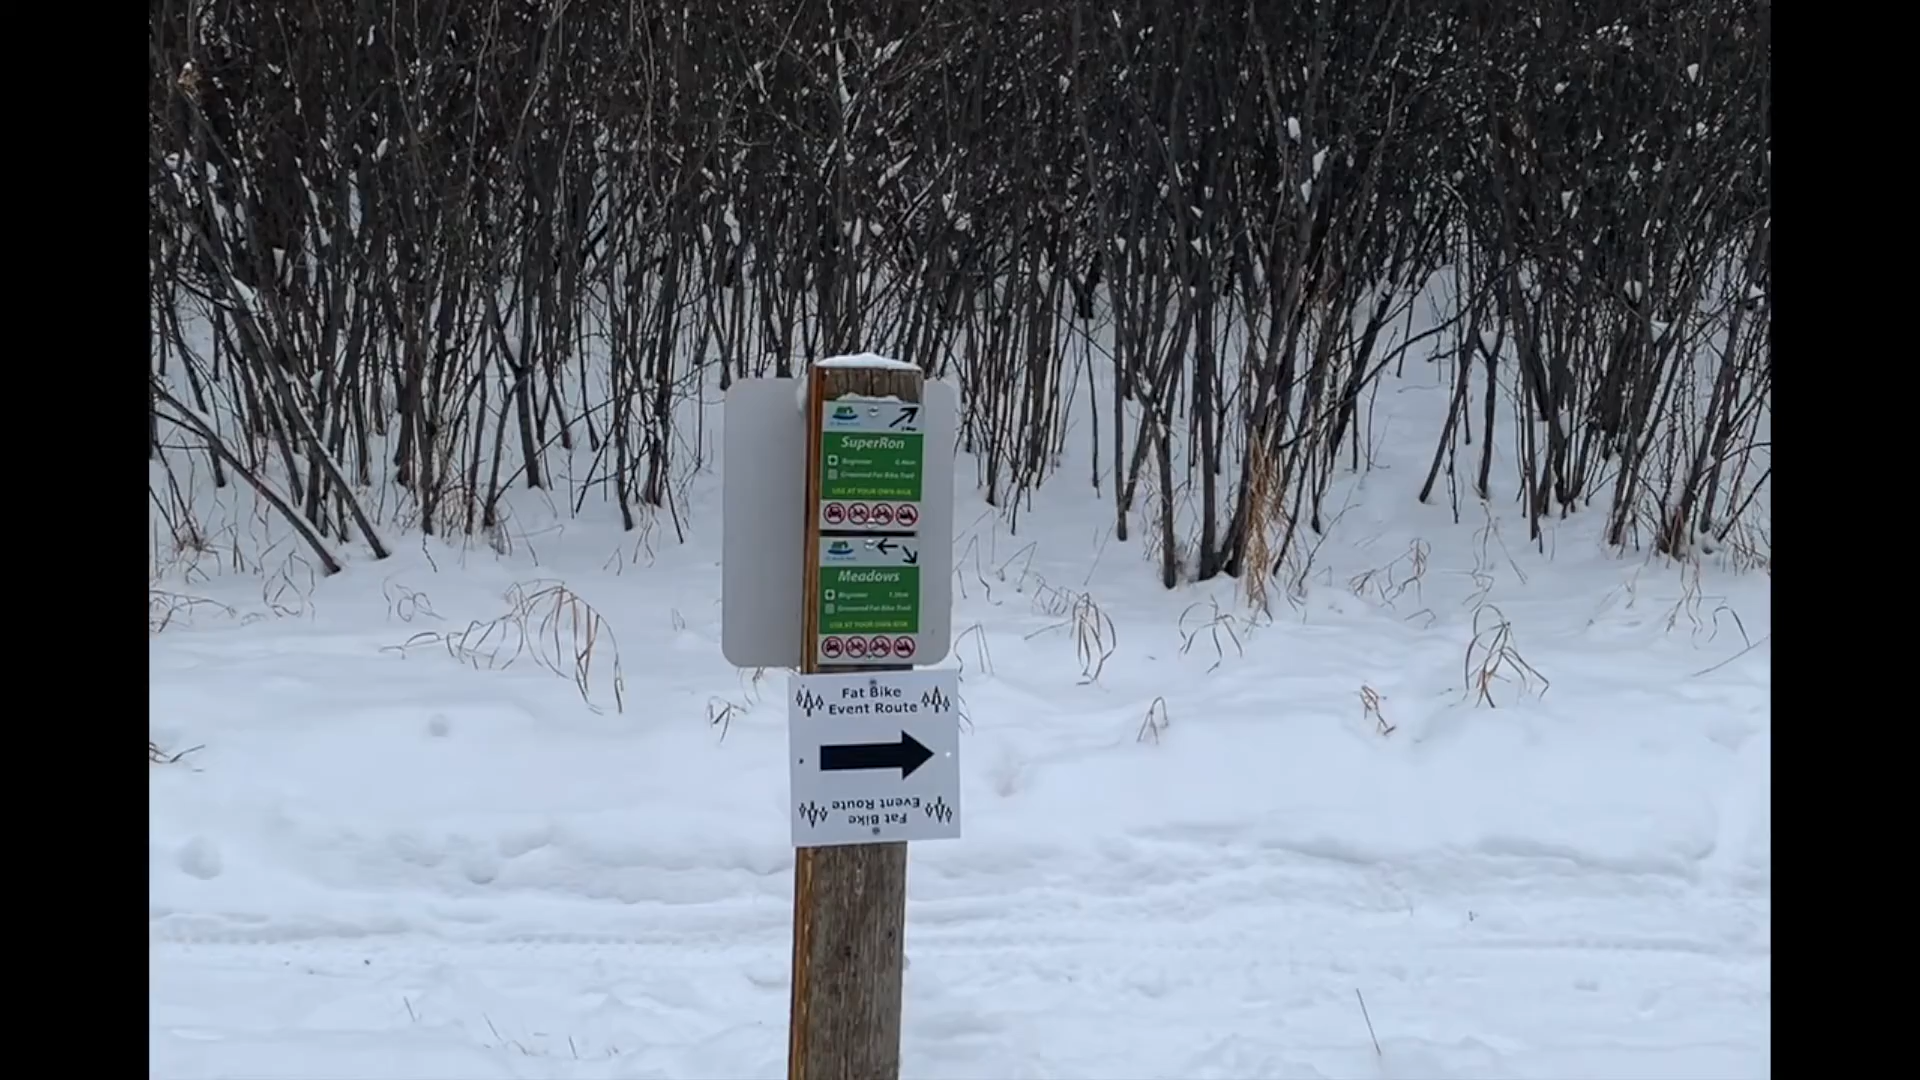 SuperRon
Beginner
Groomed Fat Bike Trail
USE AT YOUR OWN RISK
Meadows
Beginner
Groomed Fat Bike Trail
USE AT YOUR OWN RISK
Fat Bike
Event Route
Fat Bike
Event Route